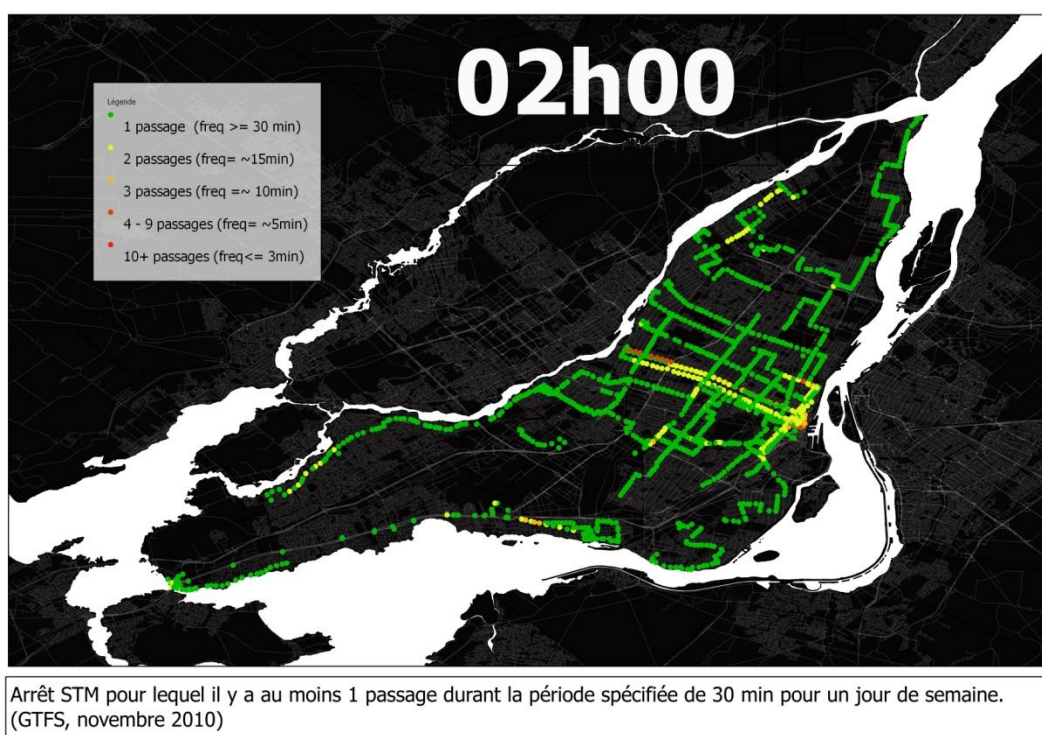 02h00
Légende
1 passage (freq >= 30 min)
2 passages (freq= ~15min)
3 passages (freq =~ 10min)
4 - 9 passages (freq= ~5min)
10+ passages (freq<= 3min)
Arrêt STM pour lequel il y a au moins 1 passage durant la période spécifiée de 30 min pour un jour de semaine.
(GTFS, novembre 2010)